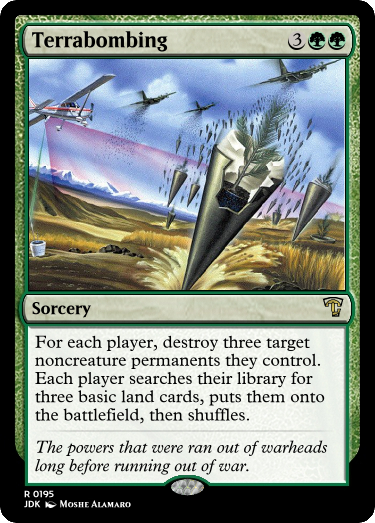 Terrabombing 3
Sorcery
For each player, destroy three target
noncreature permanents they control.
Each player searches their library for
three basic land cards, puts them onto
the battlefield, then shuffles.
The powers that were ran out of warheads
long before running out of war.
R 0195
JDK Moshe Alamaro